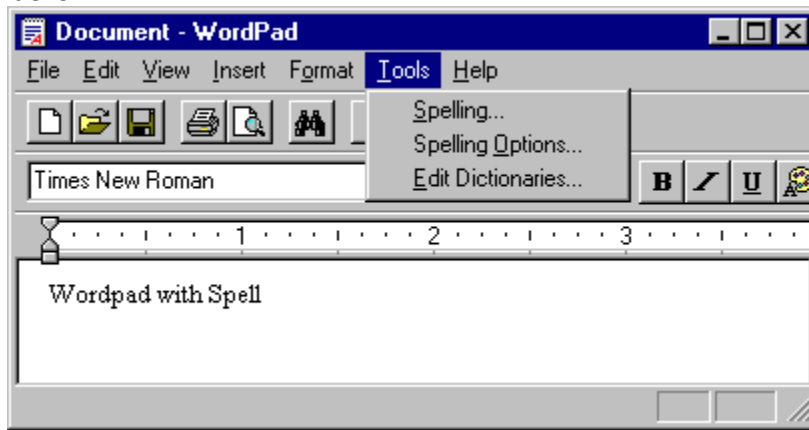 Document - WordPad
File Edit View Insert Format Tools Help
Spelling...
Spelling Options...
Edit Dictionaries...
Times New Roman
B I U A
1 2 3
Wordpad with Spell